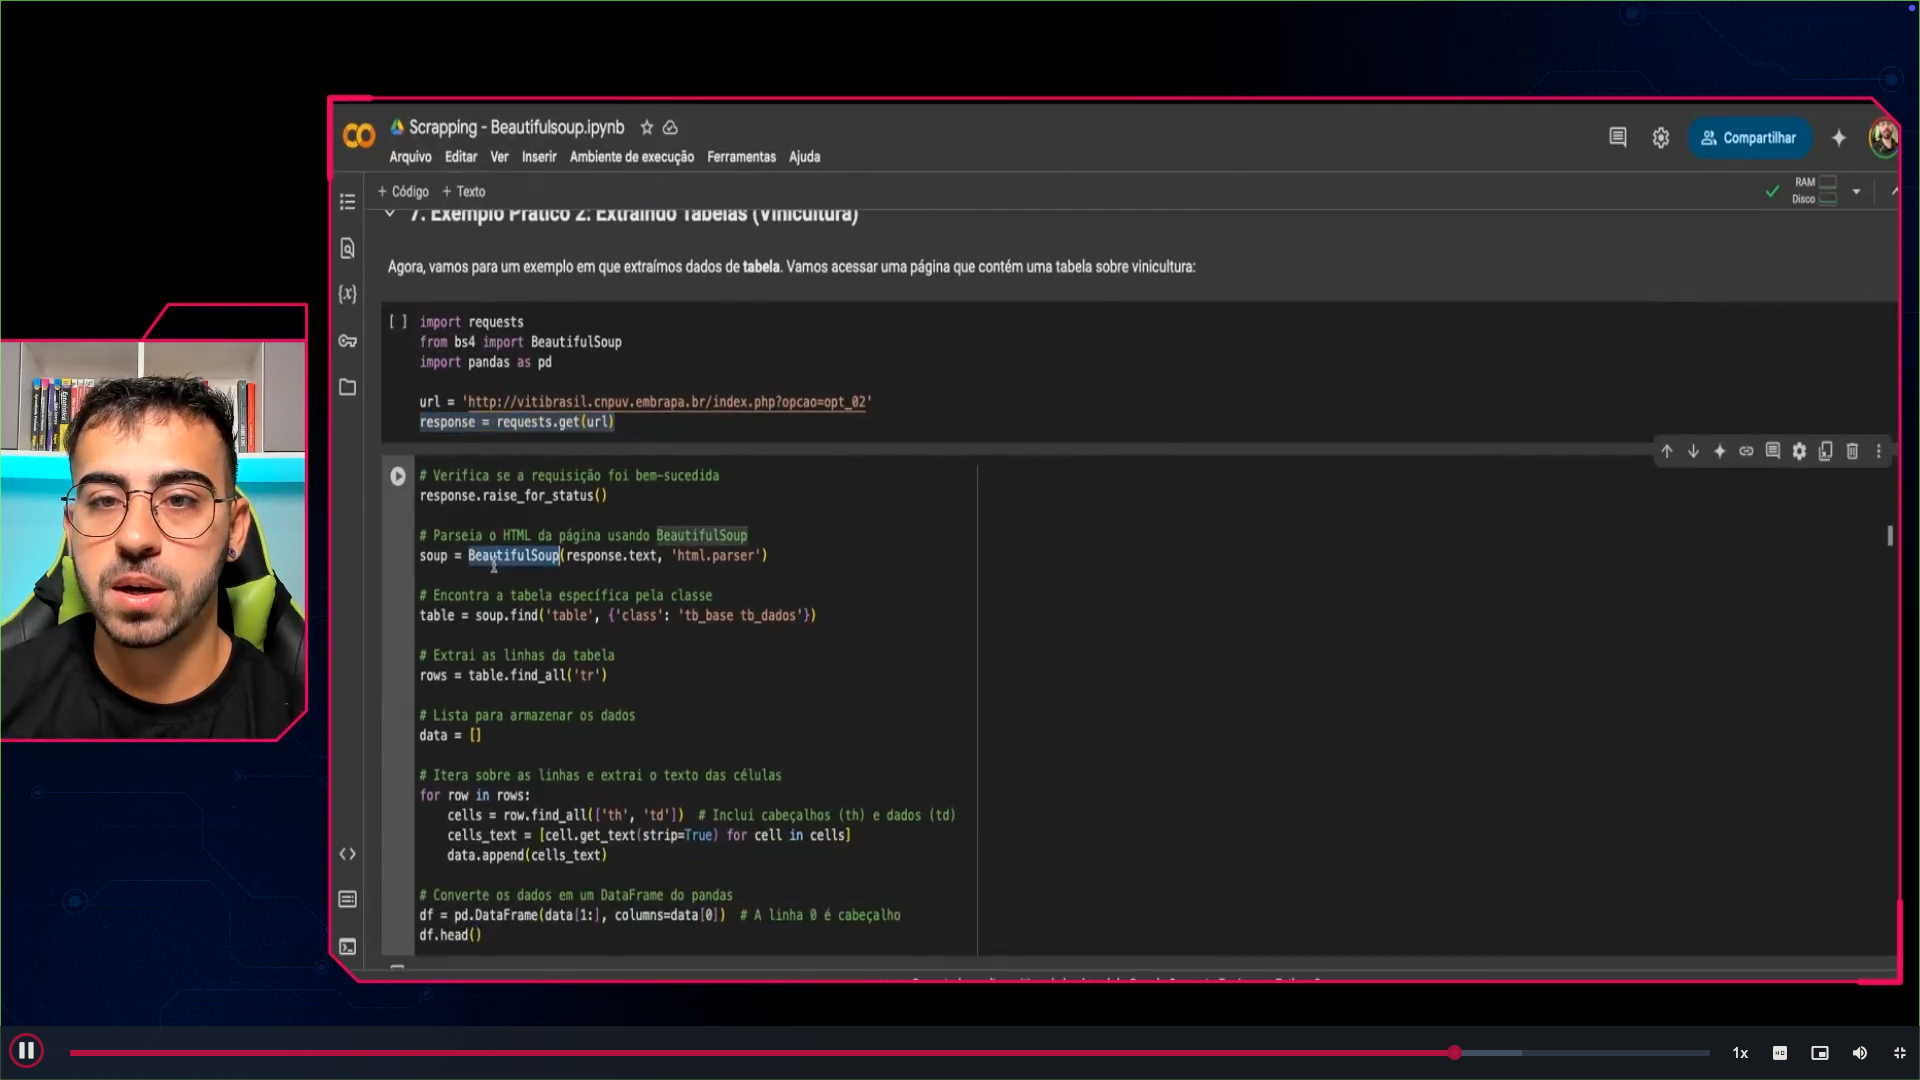 Scrapping - Beautifulsoup.ipynb
Arquivo Editar Ver Inserir Ambiente de execução Ferramentas Ajuda
Compartilhar
+ Código + Texto
RAM
Disco
7. Exemplo Prático 2: Extraindo Tabelas (Vinicultura)
Agora, vamos para um exemplo em que extraímos dados de tabela. Vamos acessar uma página que contém uma tabela sobre vinicultura:
[ ] import requests
from bs4 import BeautifulSoup
import pandas as pd
url = 'http://vitibrasil.cnpuv.embrapa.br/index.php?opcao=opt_02'
response = requests.get(url)
# Verifica se a requisição foi bem-sucedida
response.raise_for_status()
# Parseia o HTML da página usando BeautifulSoup
soup = BeautifulSoup(response.text, 'html.parser')
# Encontra a tabela específica pela classe
table = soup.find('table', {'class': 'tb_base tb_dados'})
# Extrai as linhas da tabela
rows = table.find_all('tr')
# Lista para armazenar os dados
data = []
# Itera sobre as linhas e extrai o texto das células
for row in rows:
cells = row.find_all(['th', 'td']) # Inclui cabeçalhos (th) e dados (td)
cells_text = [cell.get_text(strip=True) for cell in cells]
data.append(cells_text)
# Converte os dados em um DataFrame do pandas
df = pd.DataFrame(data[1:], columns=data[0]) # A linha 0 é cabeçalho
df.head()
1x